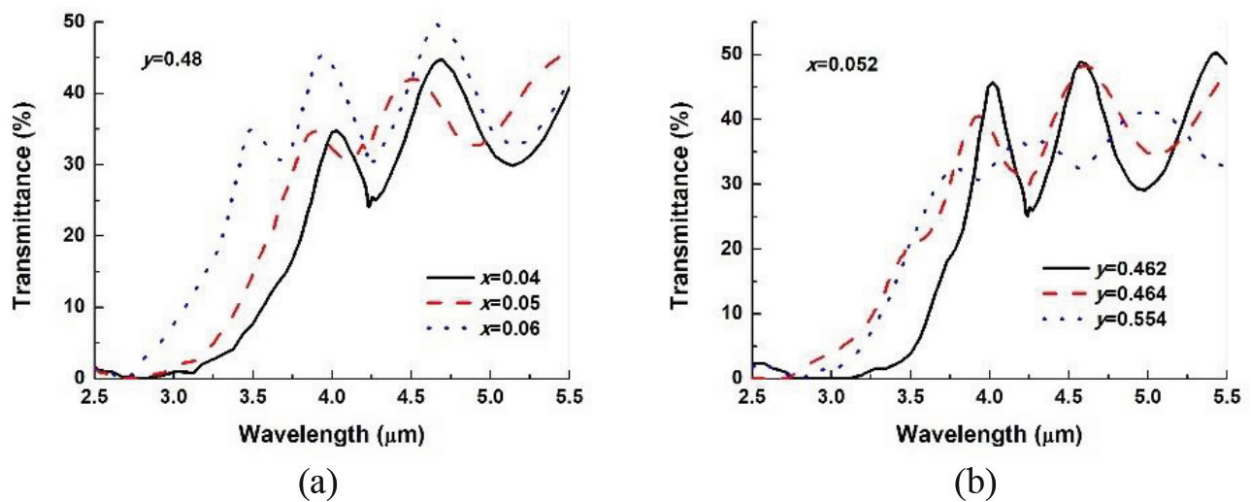 50
40
30
20
10
0
Transmittance (%)
y=0.48
x=0.04
x=0.05
x=0.06
2.5 3.0 3.5 4.0 4.5 5.0 5.5
Wavelength (μm)
(a)
50
40
30
20
10
0
Transmittance (%)
x=0.052
y=0.462
y=0.464
y=0.554
2.5 3.0 3.5 4.0 4.5 5.0 5.5
Wavelength (μm)
(b)